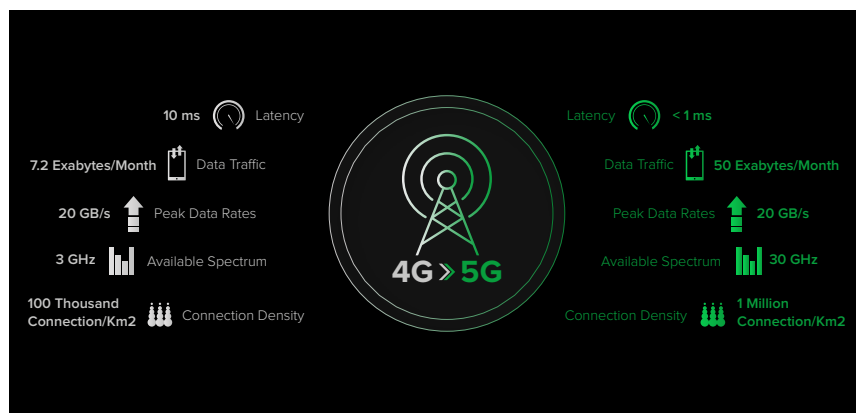 10 ms Latency
7.2 Exabytes/Month Data Traffic
20 GB/s Peak Data Rates
3 GHz Available Spectrum
100 Thousand
Connection/Km2 Connection Density
4G >> 5G
Latency < 1 ms
Data Traffic 50 Exabytes/Month
Peak Data Rates 20 GB/s
Available Spectrum 30 GHz
Connection Density 1 Million
Connection/Km2